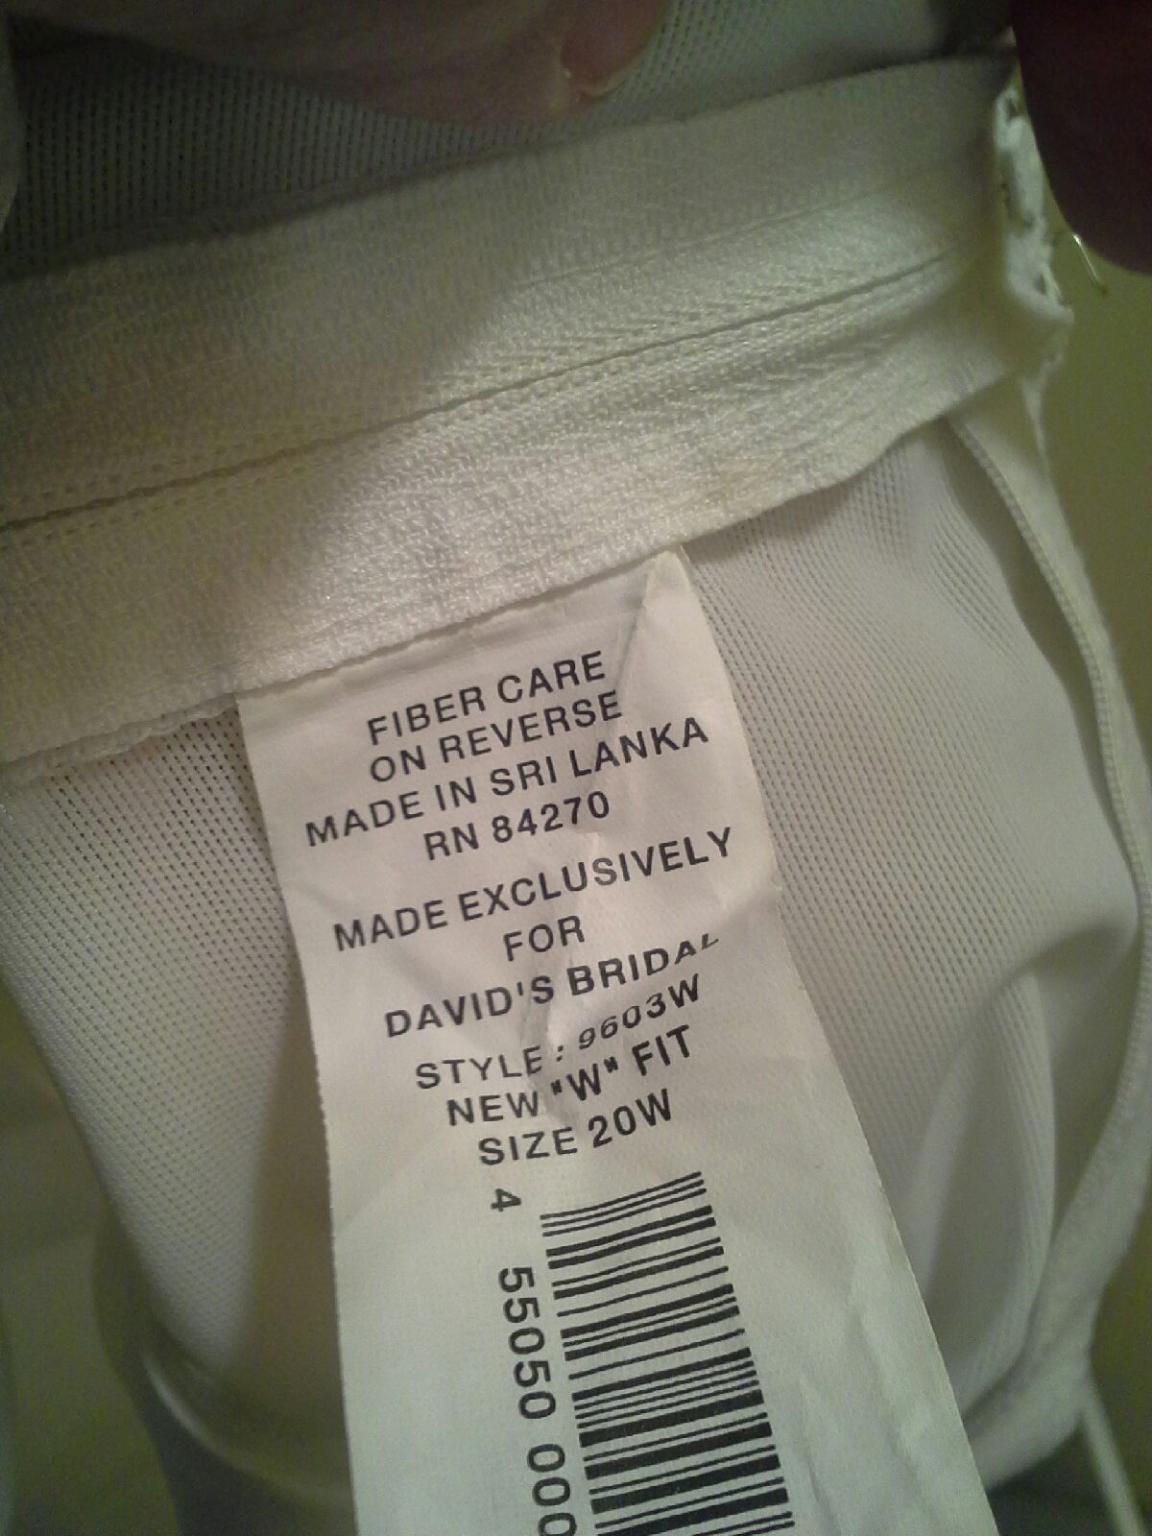 FIBER CARE
ON REVERSE
MADE IN SRI LANKA
RN 84270
MADE EXCLUSIVELY
FOR
DAVID'S BRIDAL
STYLE: 9603W
NEW "W" FIT
SIZE 20W
4 55050 000